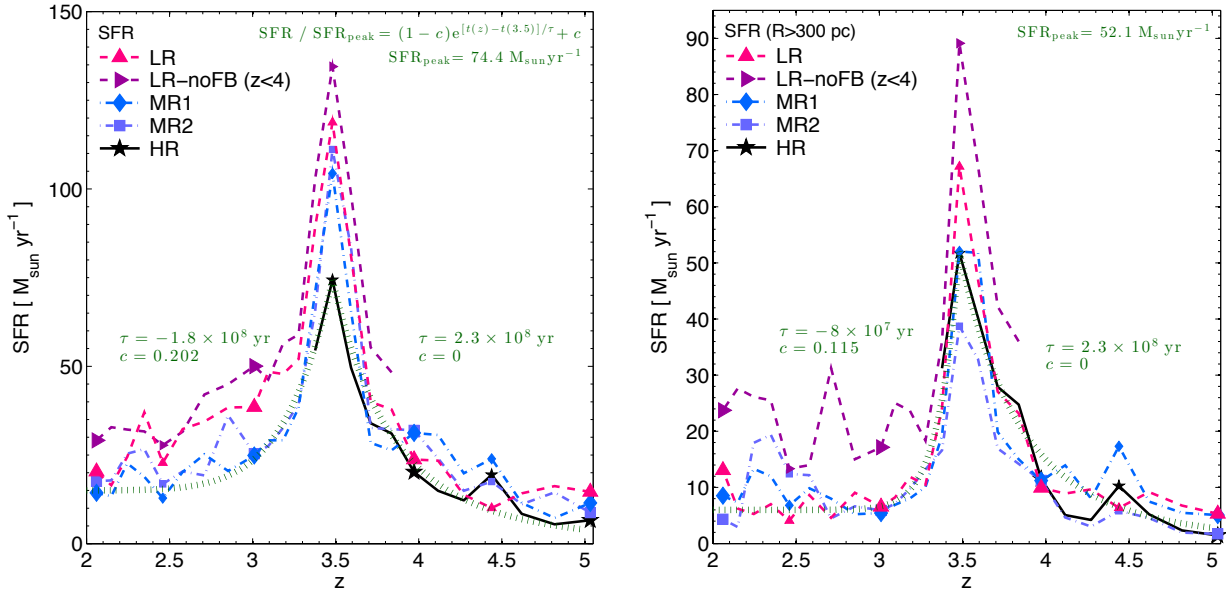 SFR
LR
LR−noFB (z<4)
MR1
MR2
HR
SFR / SFR_peak = (1 − c)e^{[t(z)−t(3.5)]/τ} + c
SFR_peak = 74.4 M_sun yr^{−1}
τ = −1.8 × 10^8 yr
c = 0.202
τ = 2.3 × 10^8 yr
c = 0
SFR [ M_sun yr^{−1} ]
150
100
50
0
2 2.5 3 3.5 4 4.5 5
z
SFR (R>300 pc)
LR
LR−noFB (z<4)
MR1
MR2
HR
SFR_peak = 52.1 M_sun yr^{−1}
τ = −8 × 10^7 yr
c = 0.115
τ = 2.3 × 10^8 yr
c = 0
SFR [ M_sun yr^{−1} ]
90
80
70
60
50
40
30
20
10
0
2 2.5 3 3.5 4 4.5 5
z